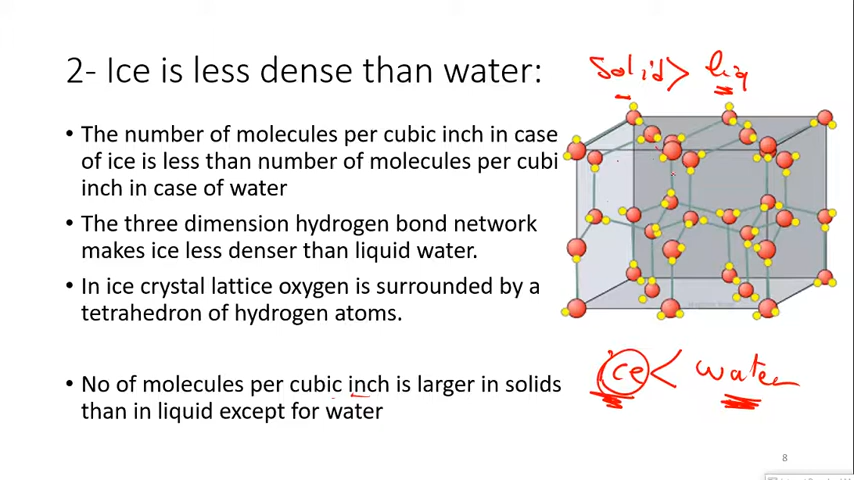 2- Ice is less dense than water:
solid > liq
• The number of molecules per cubic inch in case
of ice is less than number of molecules per cubi
inch in case of water
• The three dimension hydrogen bond network
makes ice less denser than liquid water.
• In ice crystal lattice oxygen is surrounded by a
tetrahedron of hydrogen atoms.
ice < water
• No of molecules per cubic inch is larger in solids
than in liquid except for water
8